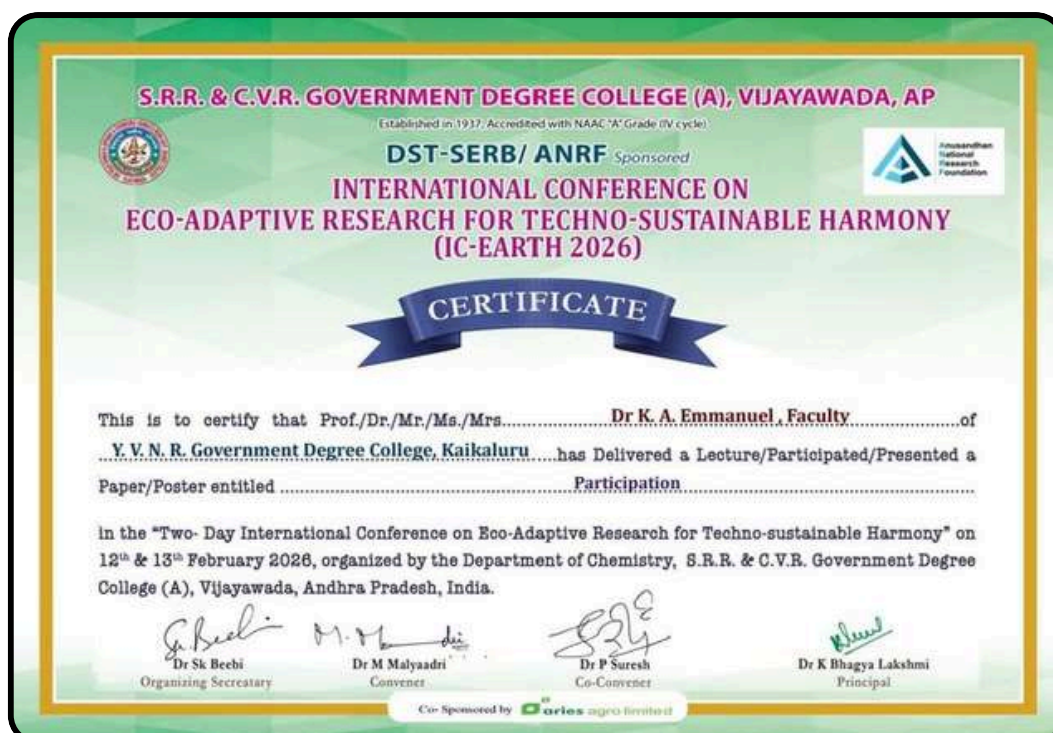 S.R.R. & C.V.R. GOVERNMENT DEGREE COLLEGE (A), VIJAYAWADA, AP
Established in 1937, Accredited with NAAC "A" Grade (IV cycle)
DST-SERB/ ANRF Sponsored
Anusandhan
National
Research
Foundation
INTERNATIONAL CONFERENCE ON
ECO-ADAPTIVE RESEARCH FOR TECHNO-SUSTAINABLE HARMONY
(IC-EARTH 2026)
CERTIFICATE
This is to certify that Prof./Dr./Mr./Ms./Mrs. Dr K. A. Emmanuel , Faculty of
Y. V. N. R. Government Degree College, Kaikaluru has Delivered a Lecture/Participated/Presented a
Paper/Poster entitled Participation
in the "Two- Day International Conference on Eco-Adaptive Research for Techno-sustainable Harmony" on
12th & 13th February 2026, organized by the Department of Chemistry, S.R.R. & C.V.R. Government Degree
College (A), Vijayawada, Andhra Pradesh, India.
Dr Sk Beebi Dr M Malyaadri Dr P Suresh Dr K Bhagya Lakshmi
Organizing Secreatary Convener Co-Convener Principal
Co- Sponsored by aries agro limited